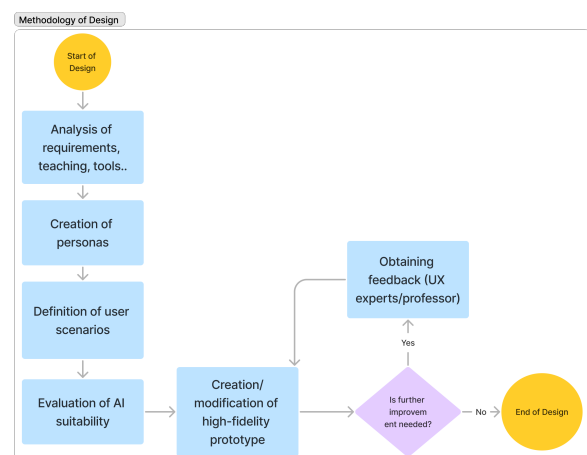 Methodology of Design
Start of
Design
Analysis of
requirements,
teaching, tools..
Creation of
personas
Definition of user
scenarios
Evaluation of AI
suitability
Creation/
modification of
high-fidelity
prototype
Obtaining
feedback (UX
experts/professor)
Yes
Is further
improvem
ent needed?
No
End of Design